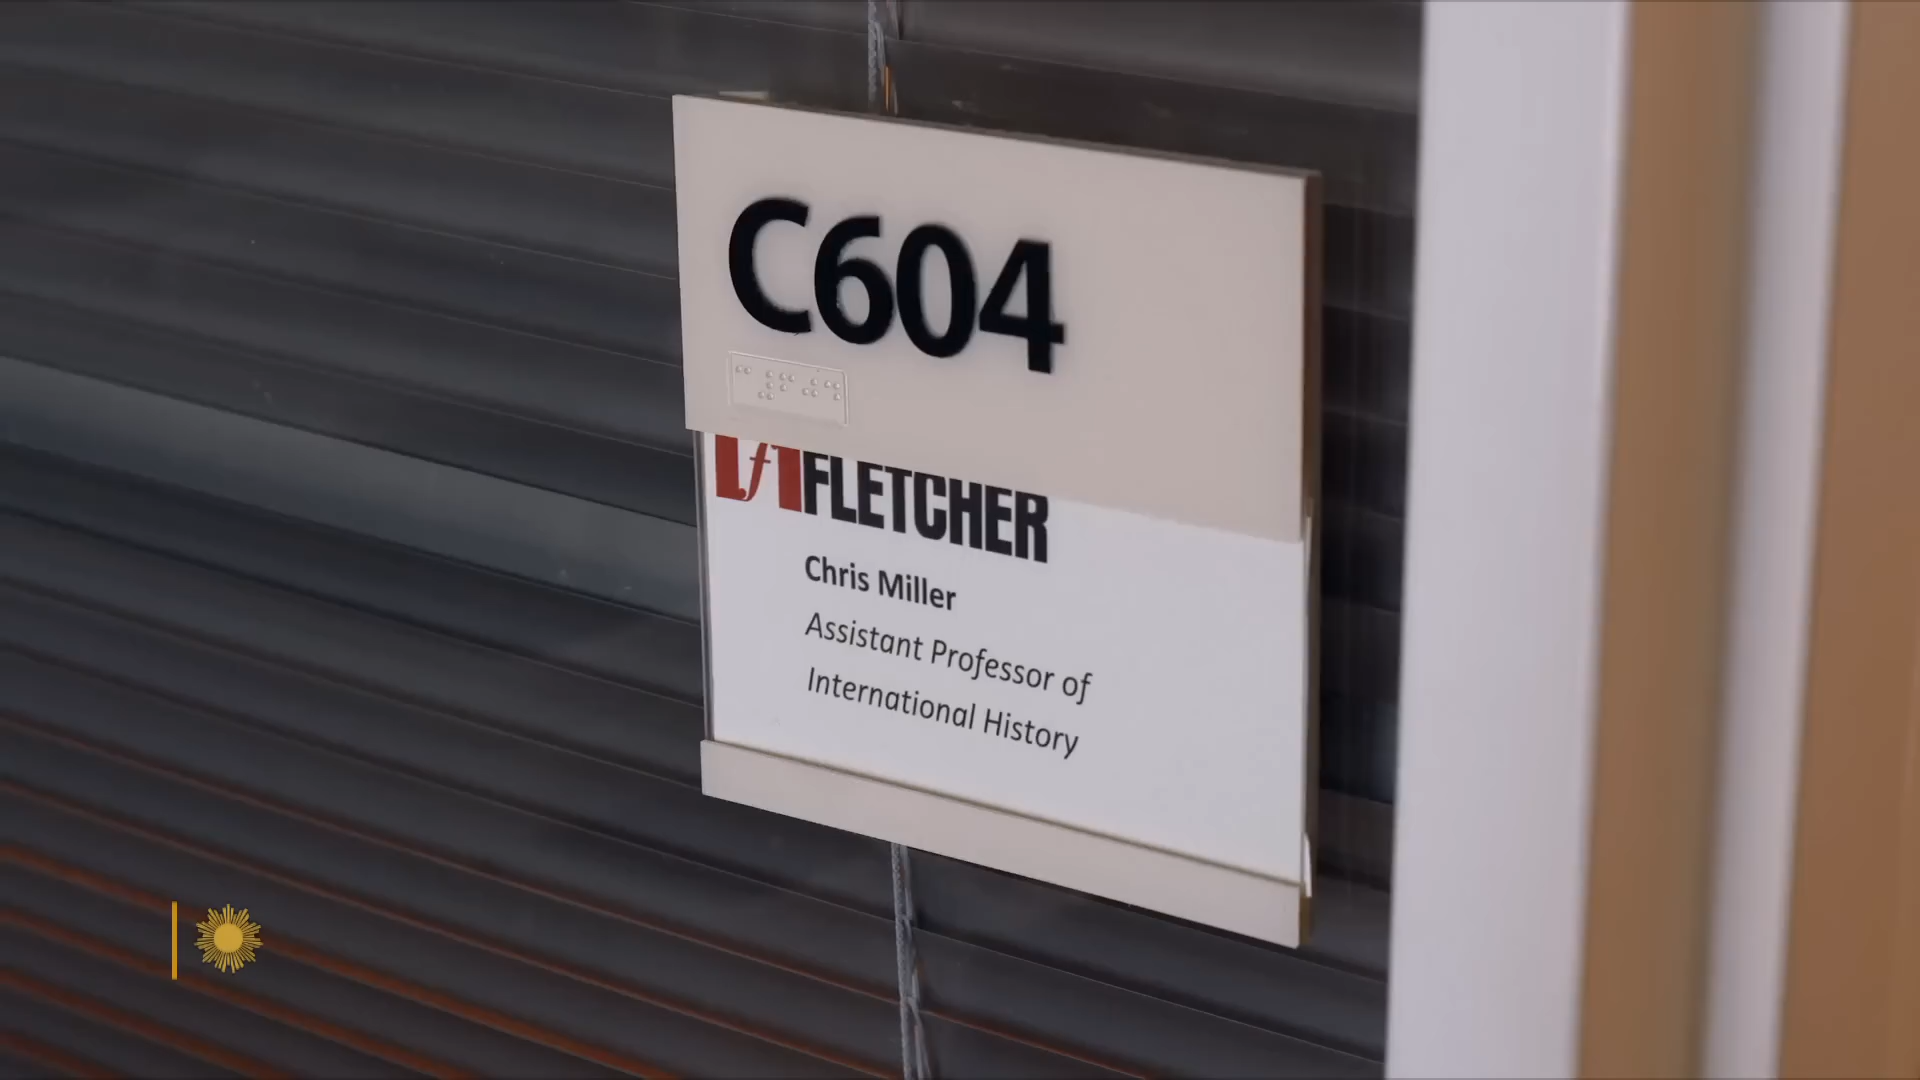 C604
FLETCHER
Chris Miller
Assistant Professor of
International History